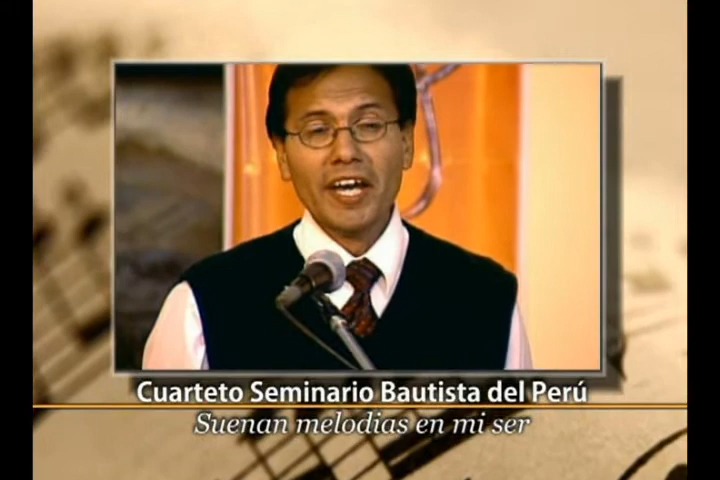 Cuarteto Seminario Bautista del Perú
Suenan melodias en mi ser